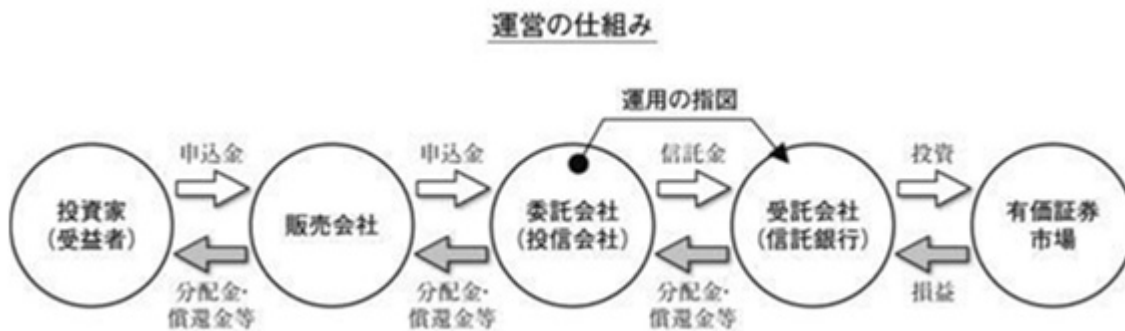 運営の仕組み
運用の指図
申込金
申込金
信託金
投資
投資家
(受益者)
販売会社
委託会社
(投信会社)
受託会社
(信託銀行)
有価証券
市場
分配金・
償還金等
分配金・
償還金等
分配金・
償還金等
損益